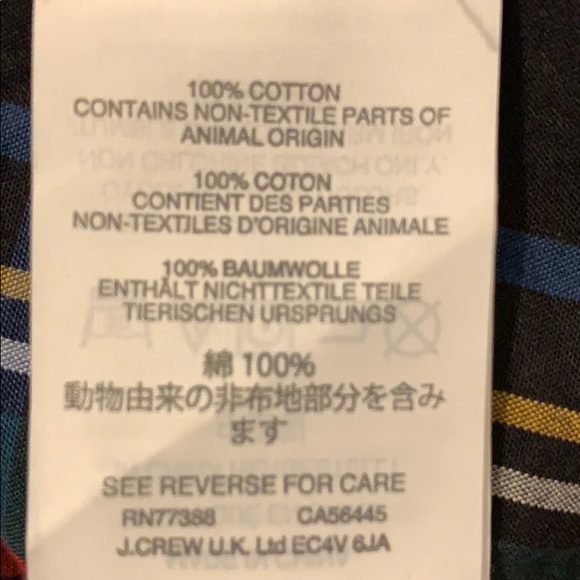 100% COTTON
CONTAINS NON-TEXTILE PARTS OF
ANIMAL ORIGIN
100% COTON
CONTIENT DES PARTIES
NON-TEXTILES D'ORIGINE ANIMALE
100% BAUMWOLLE
ENTHÄLT NICHTTEXTILE TEILE
TIERISCHEN URSPRUNGS
綿 100%
動物由来の非布地部分を含み
ます
SEE REVERSE FOR CARE
RN77388 CA56445
J.CREW U.K. Ltd EC4V 6JA